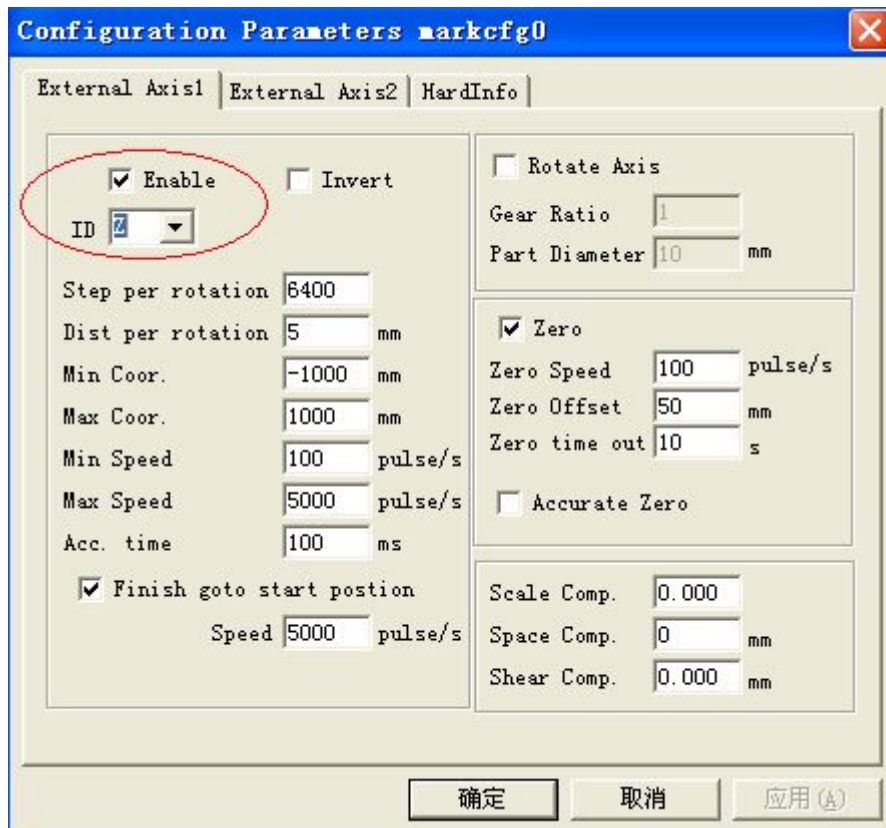 Configuration Parameters markcfg0
External Axis1 External Axis2 HardInfo
Enable Invert
ID Z
Step per rotation 6400
Dist per rotation 5 mm
Min Coor. -1000 mm
Max Coor. 1000 mm
Min Speed 100 pulse/s
Max Speed 5000 pulse/s
Acc. time 100 ms
Finish goto start postion
Speed 5000 pulse/s
Rotate Axis
Gear Ratio 1
Part Diameter 10 mm
Zero
Zero Speed 100 pulse/s
Zero Offset 50 mm
Zero time out 10 s
Accurate Zero
Scale Comp. 0.000
Space Comp. 0 mm
Shear Comp. 0.000 mm
确定 取消 应用(A)